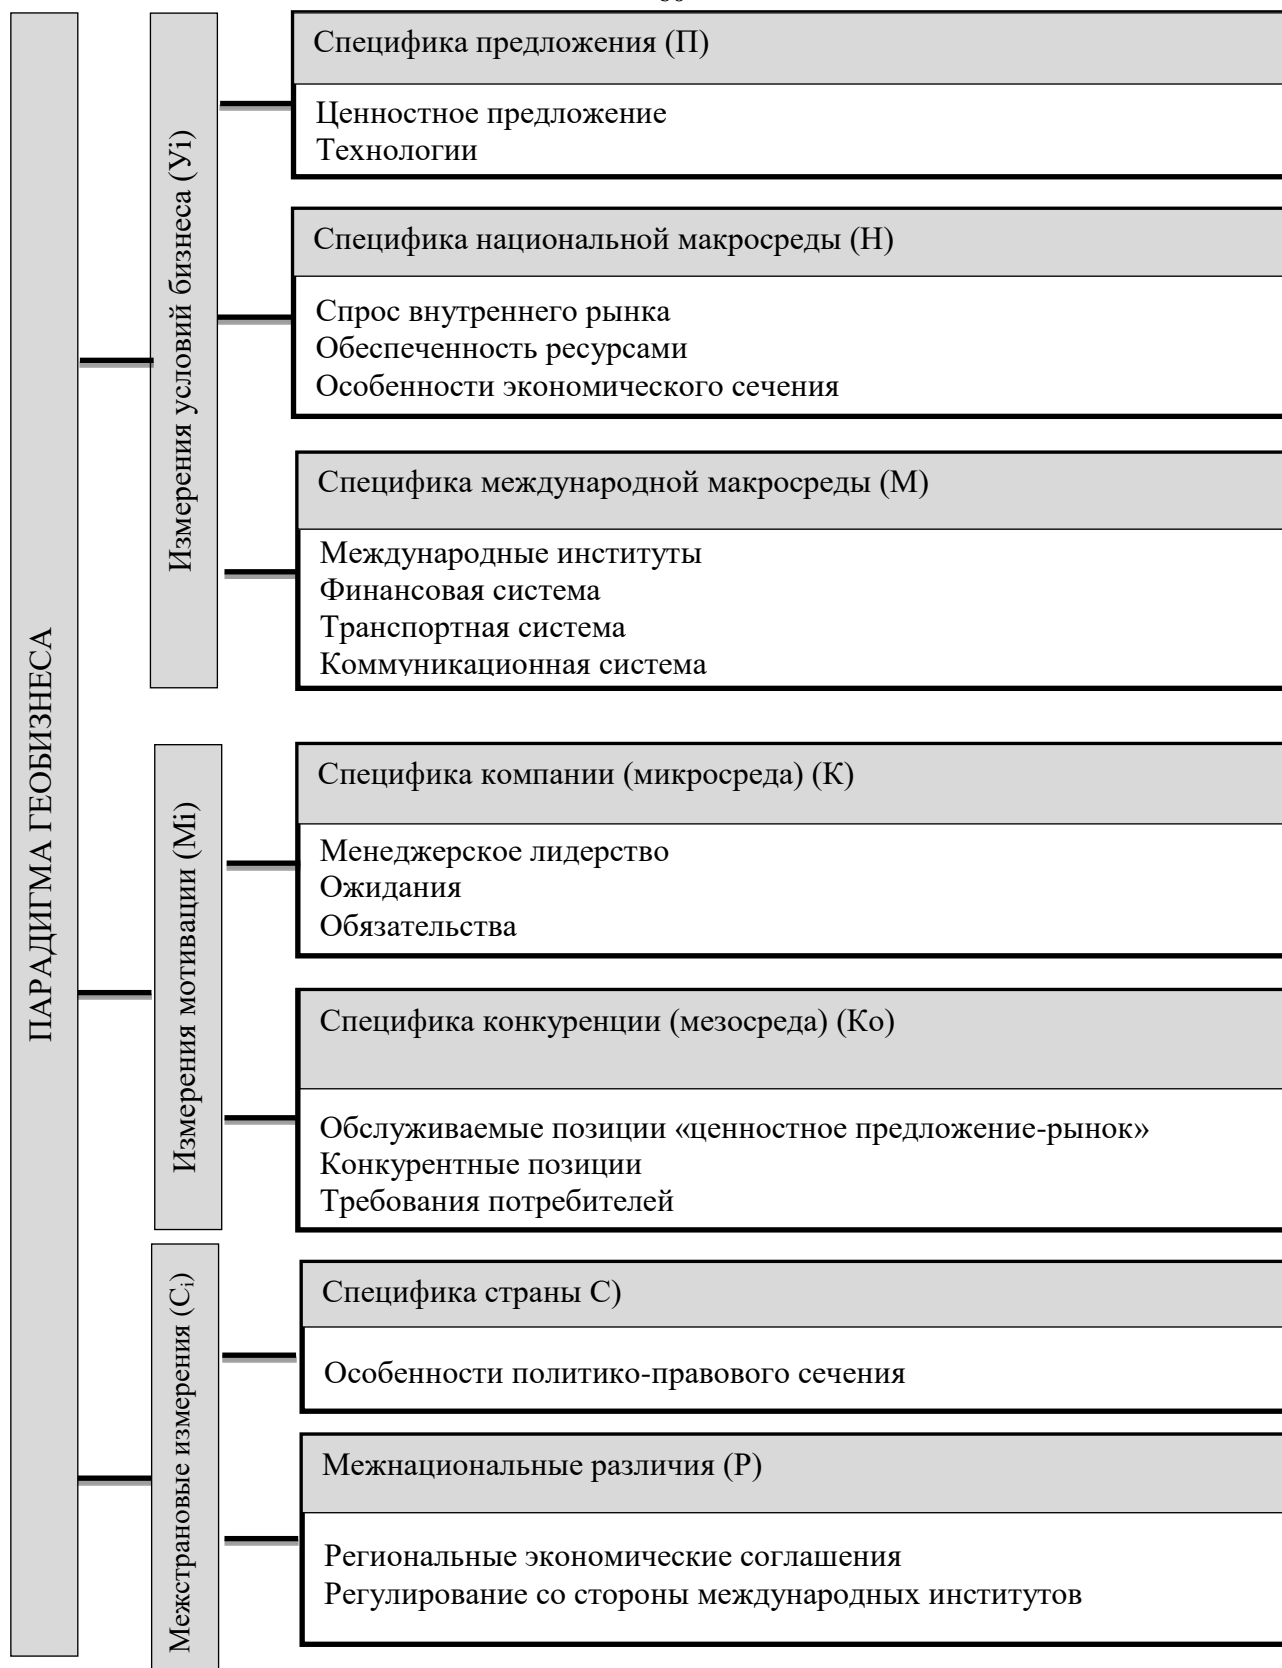 ПАРАДИГМА ГЕОБИЗНЕСА
Измерения условий бизнеса (Уi)
Специфика предложения (П)
Ценностное предложение
Технологии
Специфика национальной макросреды (Н)
Спрос внутреннего рынка
Обеспеченность ресурсами
Особенности экономического сечения
Специфика международной макросреды (М)
Международные институты
Финансовая система
Транспортная система
Коммуникационная система
Измерения мотивации (Мi)
Специфика компании (микросреда) (К)
Менеджерское лидерство
Ожидания
Обязательства
Специфика конкуренции (мезосреда) (Ко)
Обслуживаемые позиции «ценностное предложение-рынок»
Конкурентные позиции
Требования потребителей
Межстрановые измерения (Сi)
Специфика страны С)
Особенности политико-правового сечения
Межнациональные различия (Р)
Региональные экономические соглашения
Регулирование со стороны международных институтов